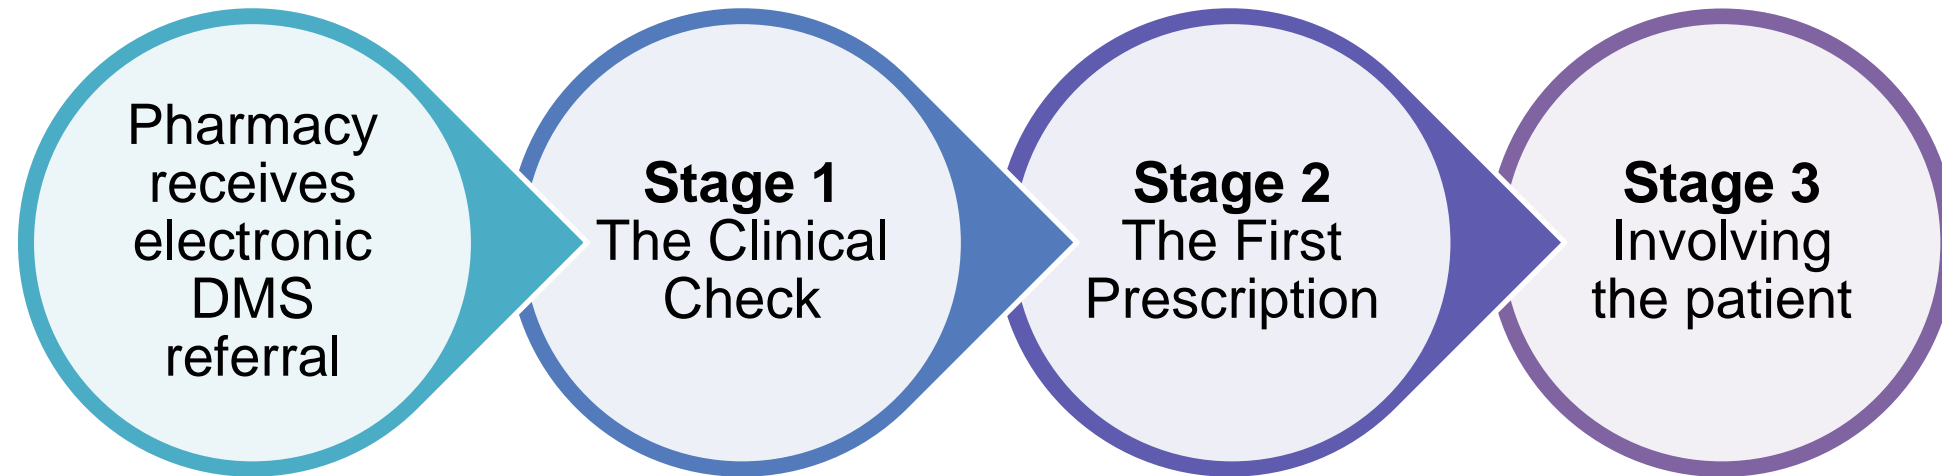 Pharmacy
receives
electronic
DMS
referral
Stage 1
The Clinical
Check
Stage 2
The First
Prescription
Stage 3
Involving
the patient